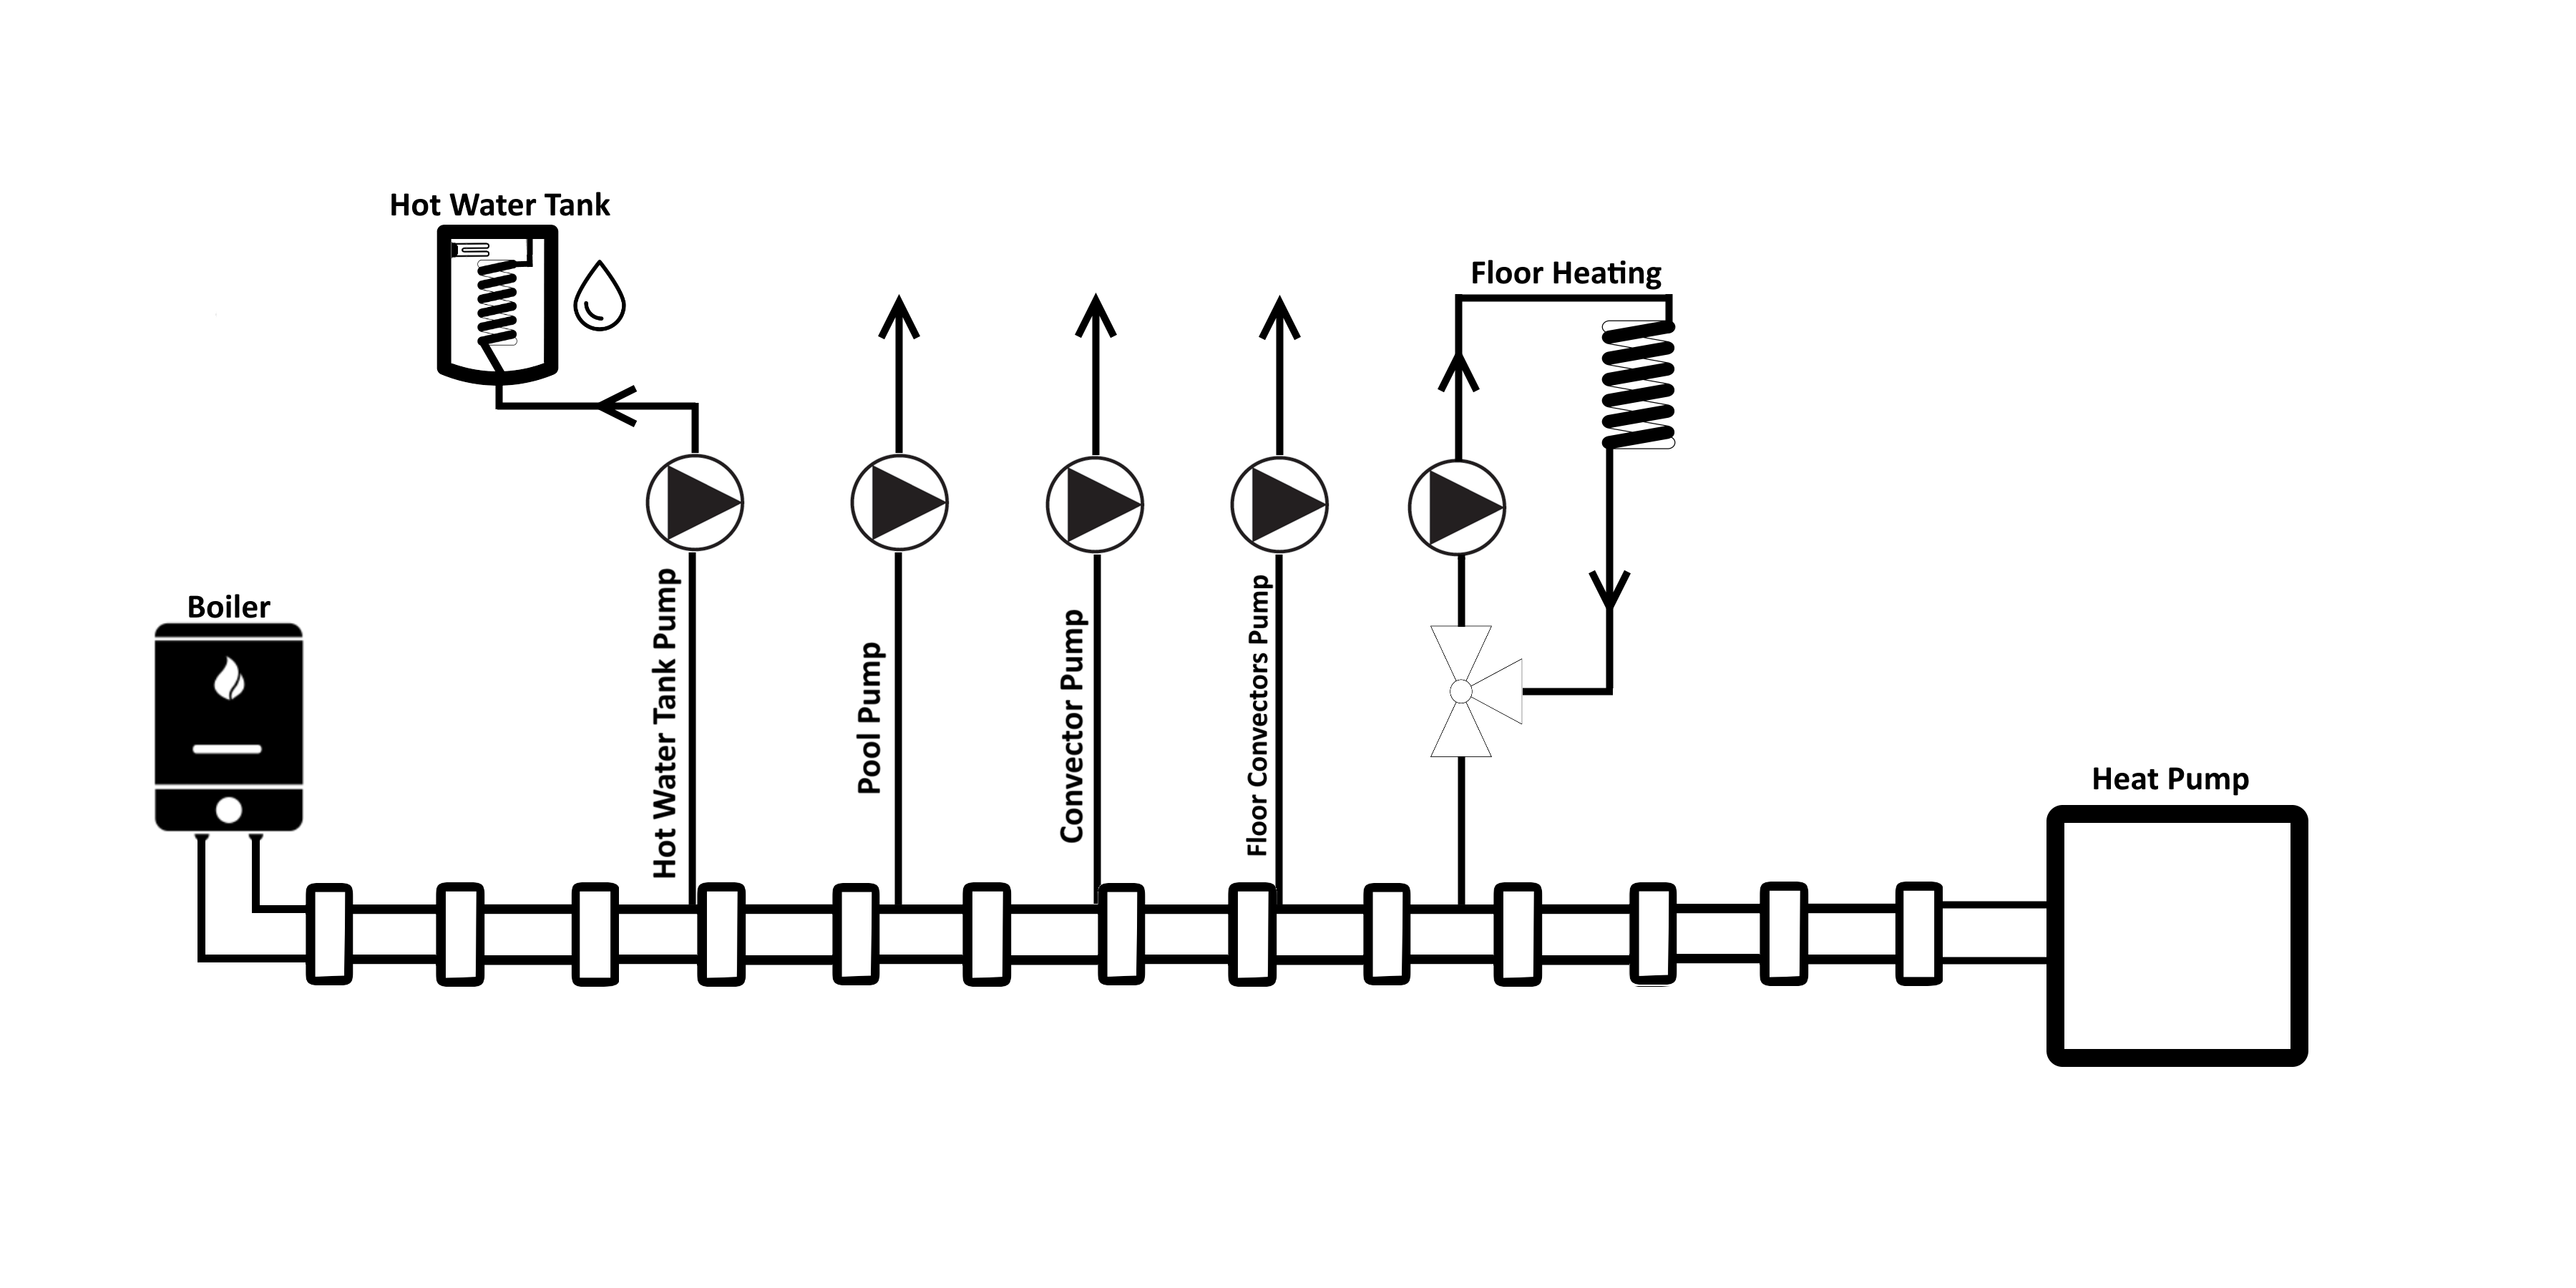 Hot Water Tank
Floor Heating
Boiler
Hot Water Tank Pump
Pool Pump
Convector Pump
Floor Convectors Pump
Heat Pump